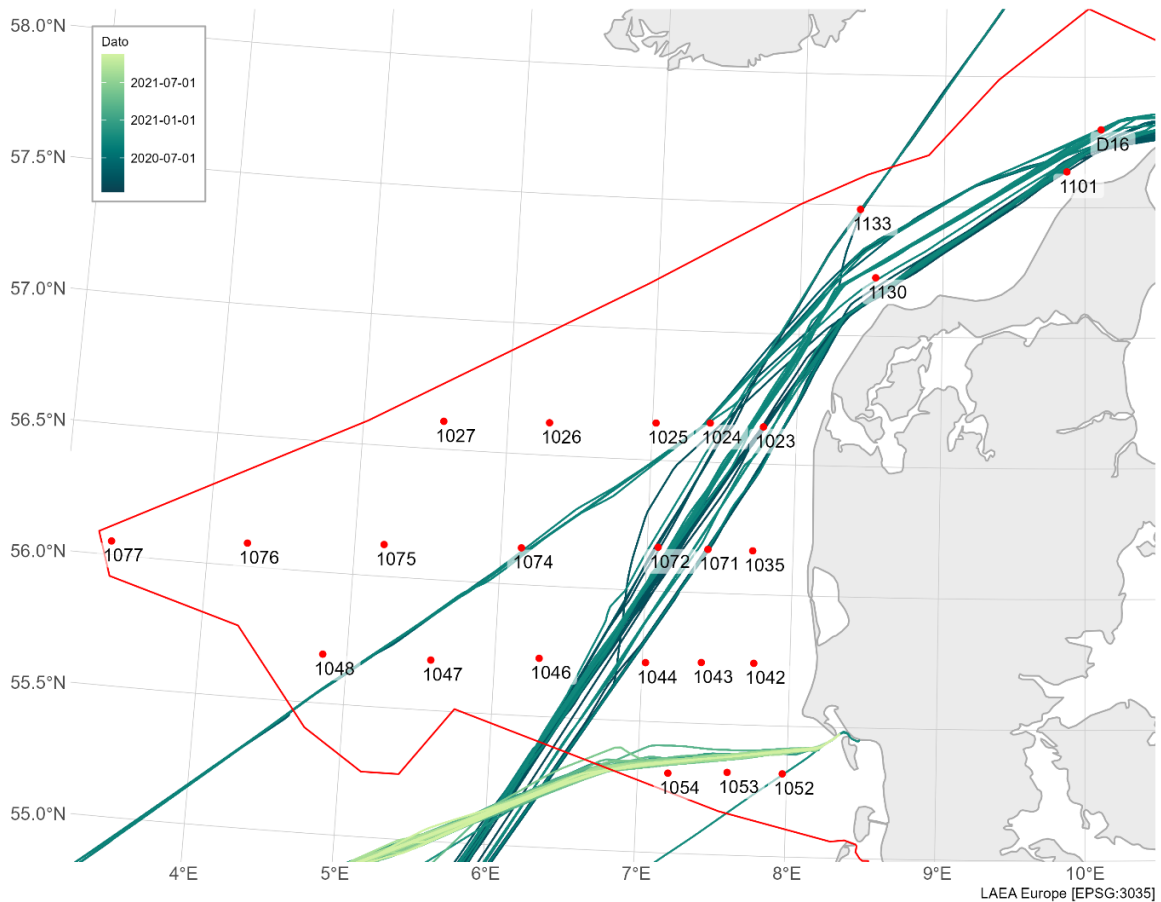 58.0°N
57.5°N
57.0°N
56.5°N
56.0°N
55.5°N
55.0°N
Dato
2021-07-01
2021-01-01
2020-07-01
D16
1101
1133
1130
1027
1026
1025
1024
1023
1077
1076
1075
1074
1072
1071
1035
1048
1047
1046
1044
1043
1042
1054
1053
1052
4°E
5°E
6°E
7°E
8°E
9°E
10°E
LAEA Europe [EPSG:3035]